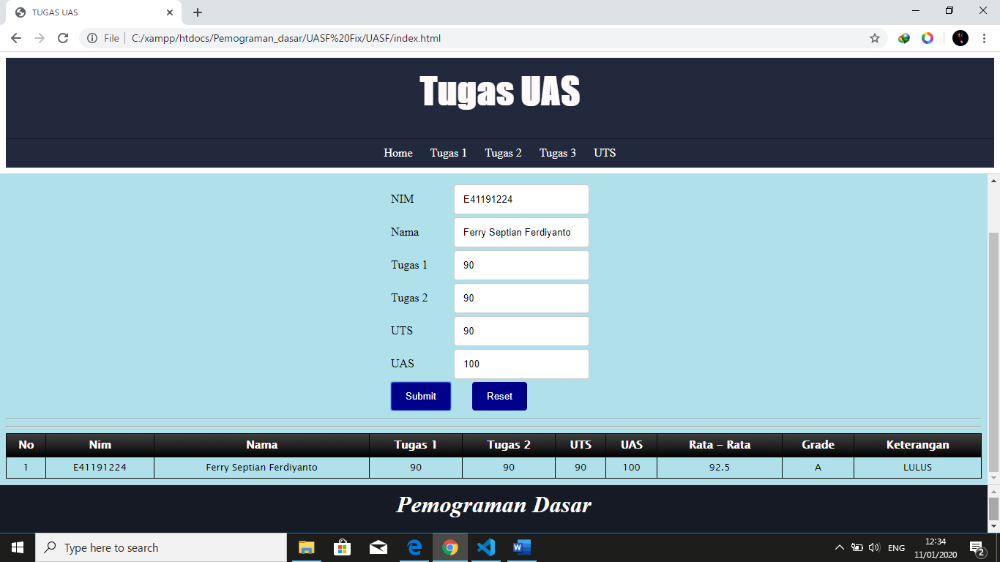 TUGAS UAS
File C:/xampp/htdocs/Pemograman_dasar/UASF%20Fix/UASF/index.html
Tugas UAS
Home Tugas 1 Tugas 2 Tugas 3 UTS
NIM E41191224
Nama Ferry Septian Ferdiyanto
Tugas 1 90
Tugas 2 90
UTS 90
UAS 100
Submit Reset
No Nim Nama Tugas 1 Tugas 2 UTS UAS Rata – Rata Grade Keterangan
1 E41191224 Ferry Septian Ferdiyanto 90 90 90 100 92.5 A LULUS
Pemograman Dasar
Type here to search
ENG
12:34
11/01/2020
2